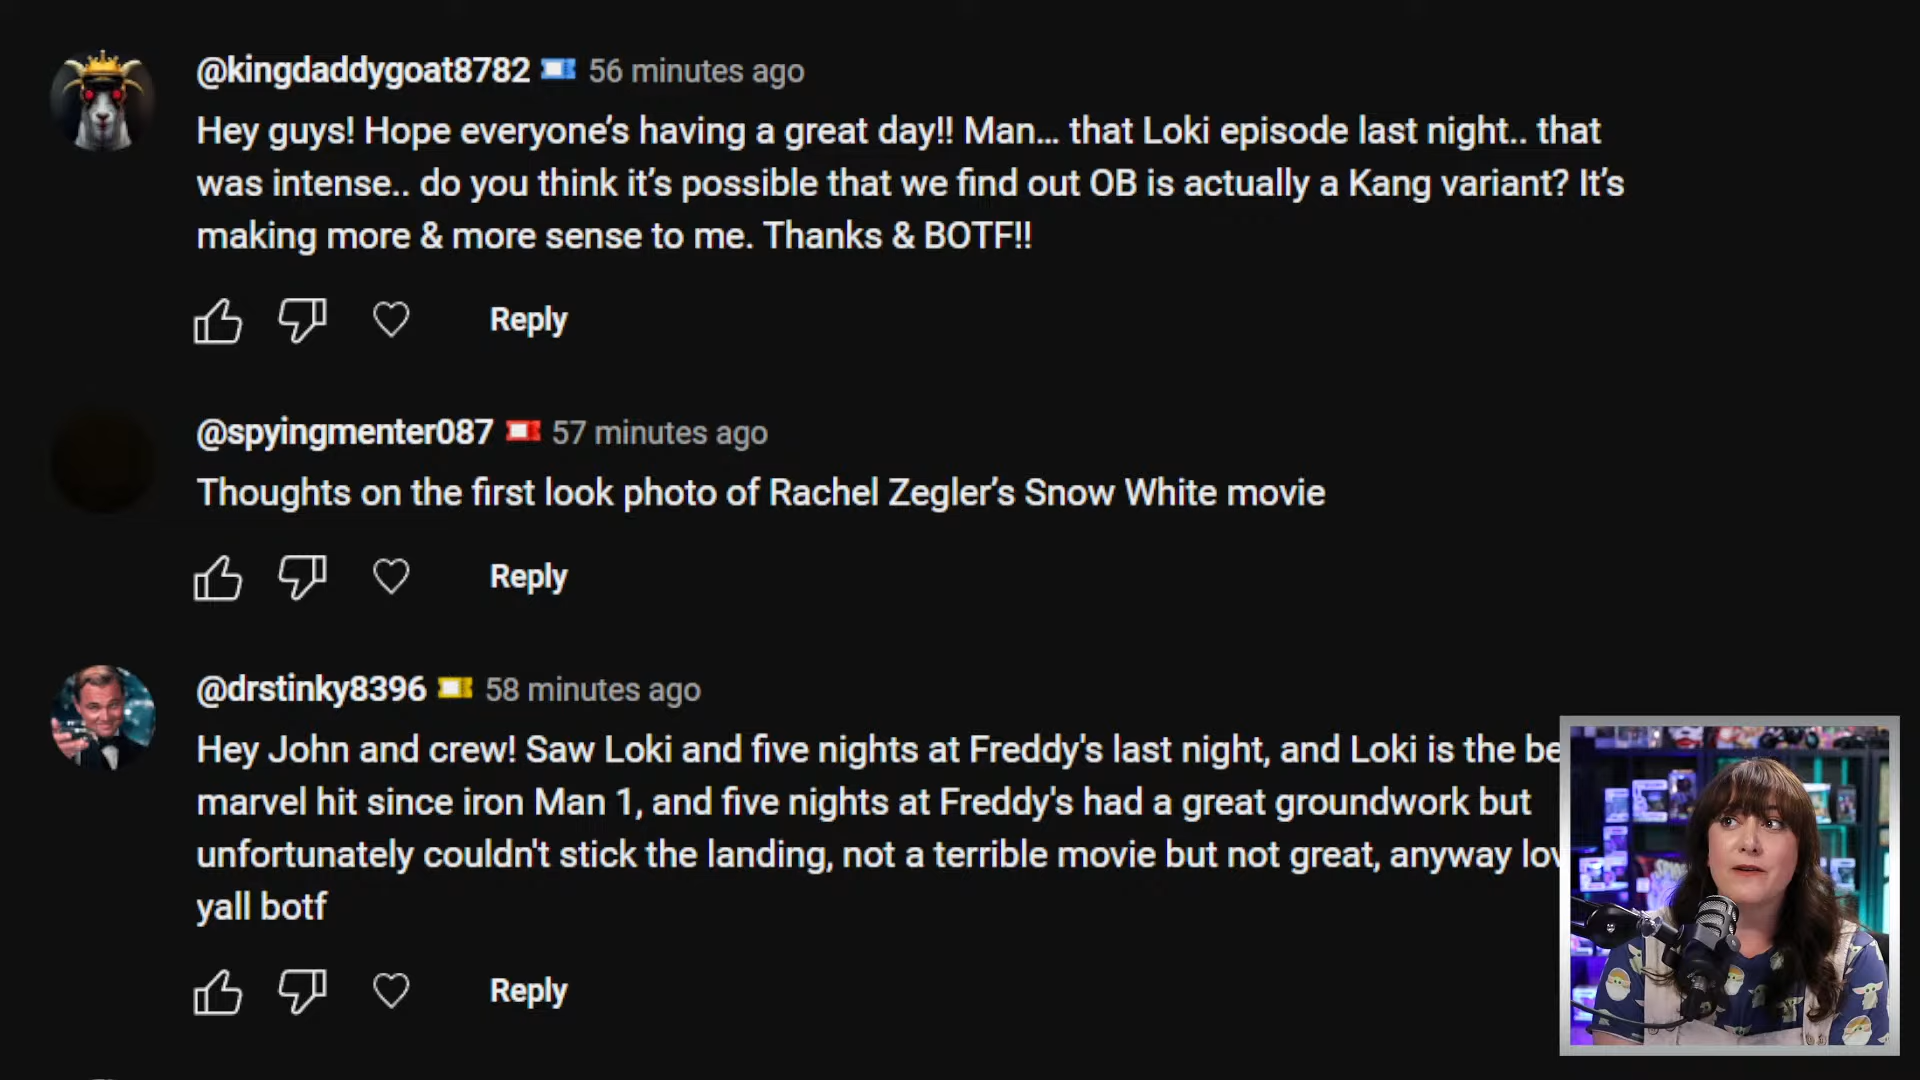 @kingdaddygoat8782 56 minutes ago
Hey guys! Hope everyone’s having a great day!! Man... that Loki episode last night.. that
was intense.. do you think it’s possible that we find out OB is actually a Kang variant? It’s
making more & more sense to me. Thanks & BOTF!!
Reply
@spyingmenter087 57 minutes ago
Thoughts on the first look photo of Rachel Zegler’s Snow White movie
Reply
@drstinky8396 58 minutes ago
Hey John and crew! Saw Loki and five nights at Freddy's last night, and Loki is the
marvel hit since iron Man 1, and five nights at Freddy's had a great groundwork but
unfortunately couldn't stick the landing, not a terrible movie but not great, anyway
yall botf
Reply